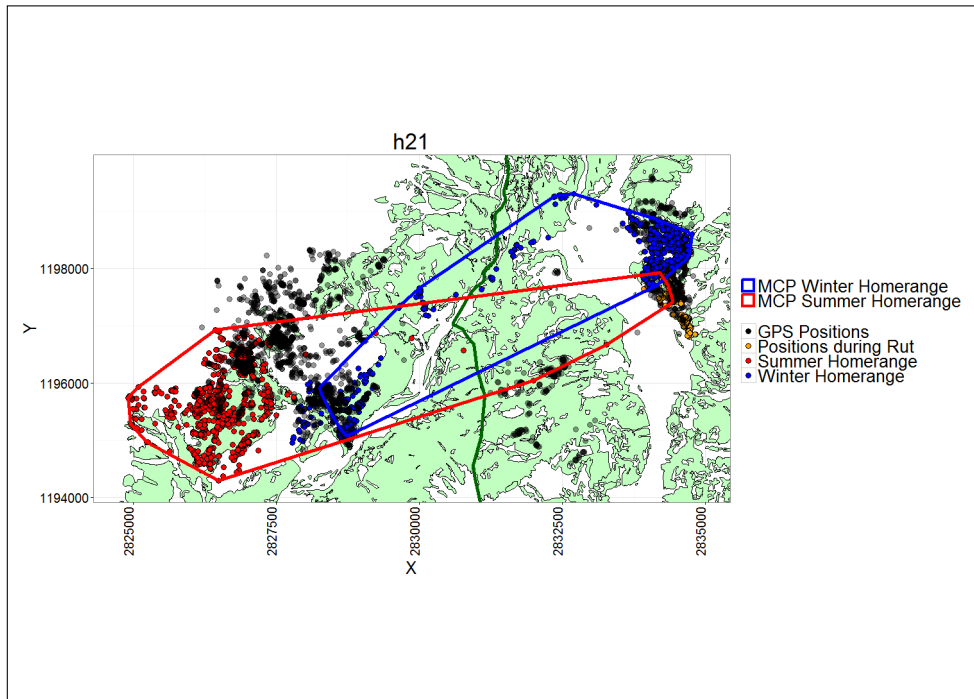 h21
1198000
1196000
1194000
Y
2825000
2827500
2830000
2832500
2835000
X
MCP Winter Homerange
MCP Summer Homerange
GPS Positions
Positions during Rut
Summer Homerange
Winter Homerange